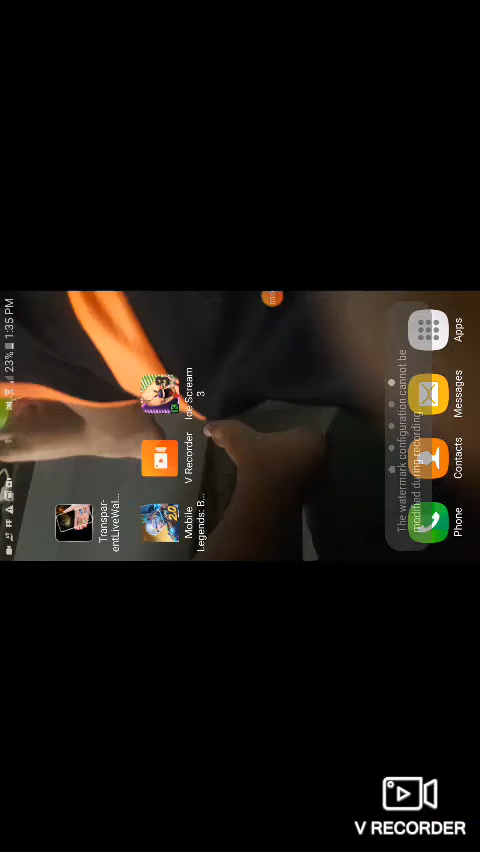 23% 1:35 PM
Transpar-
entLiveWal...
Mobile
Legends: B...
V Recorder
Ice Scream
3
The watermark configuration cannot be
modified during recording.
Phone
Contacts
Messages
Apps
V RECORDER